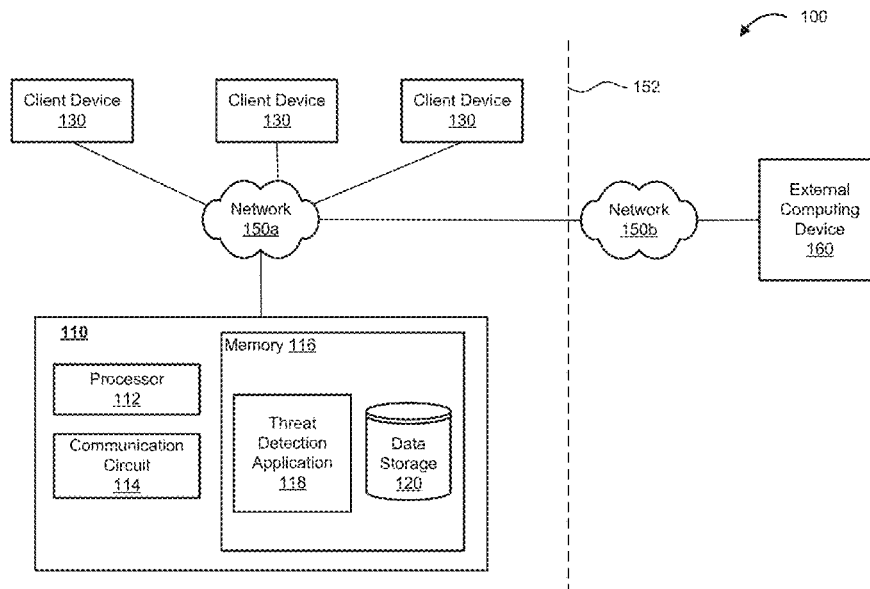 100
152
Client Device
130
Client Device
130
Client Device
130
Network
150a
Network
150b
External
Computing
Device
160
110
Processor
112
Communication
Circuit
114
Memory 116
Threat
Detection
Application
118
Data
Storage
120